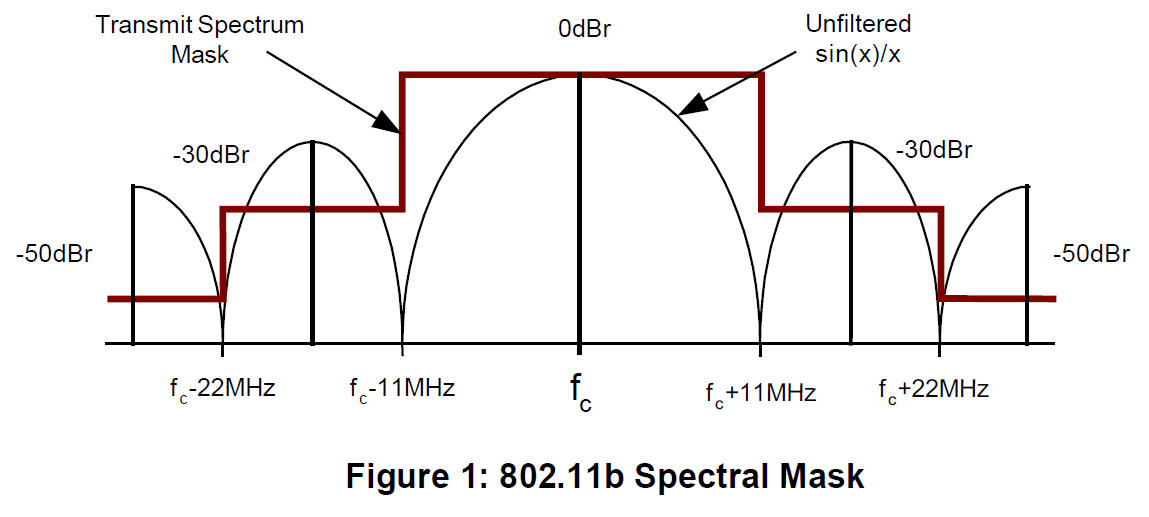 Transmit Spectrum
Mask
0dBr
Unfiltered
sin(x)/x
-30dBr
-30dBr
-50dBr
-50dBr
fc-22MHz
fc-11MHz
fc
fc+11MHz
fc+22MHz
Figure 1: 802.11b Spectral Mask